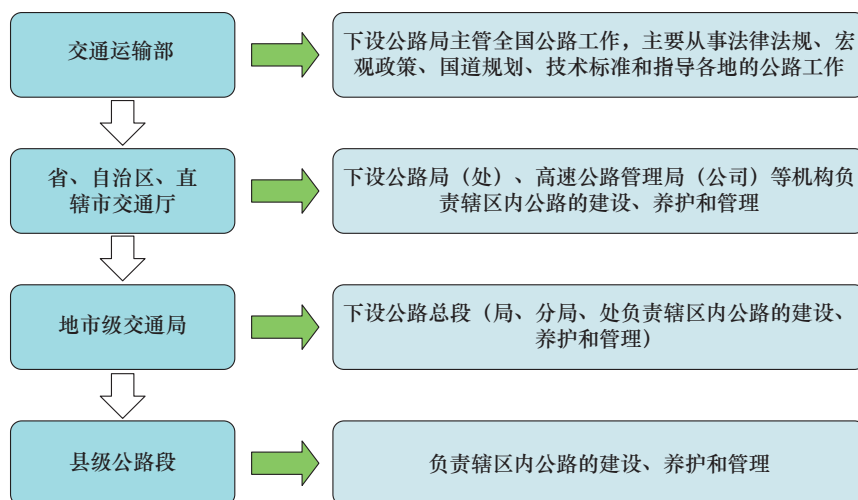 交通运输部
下设公路局主管全国公路工作，主要从事法律法规、宏
观政策、国道规划、技术标准和指导各地的公路工作
省、自治区、直
辖市交通厅
下设公路局（处）、高速公路管理局（公司）等机构负
责辖区内公路的建设、养护和管理
地市级交通局
下设公路总段（局、分局、处负责辖区内公路的建设、
养护和管理）
县级公路段
负责辖区内公路的建设、养护和管理